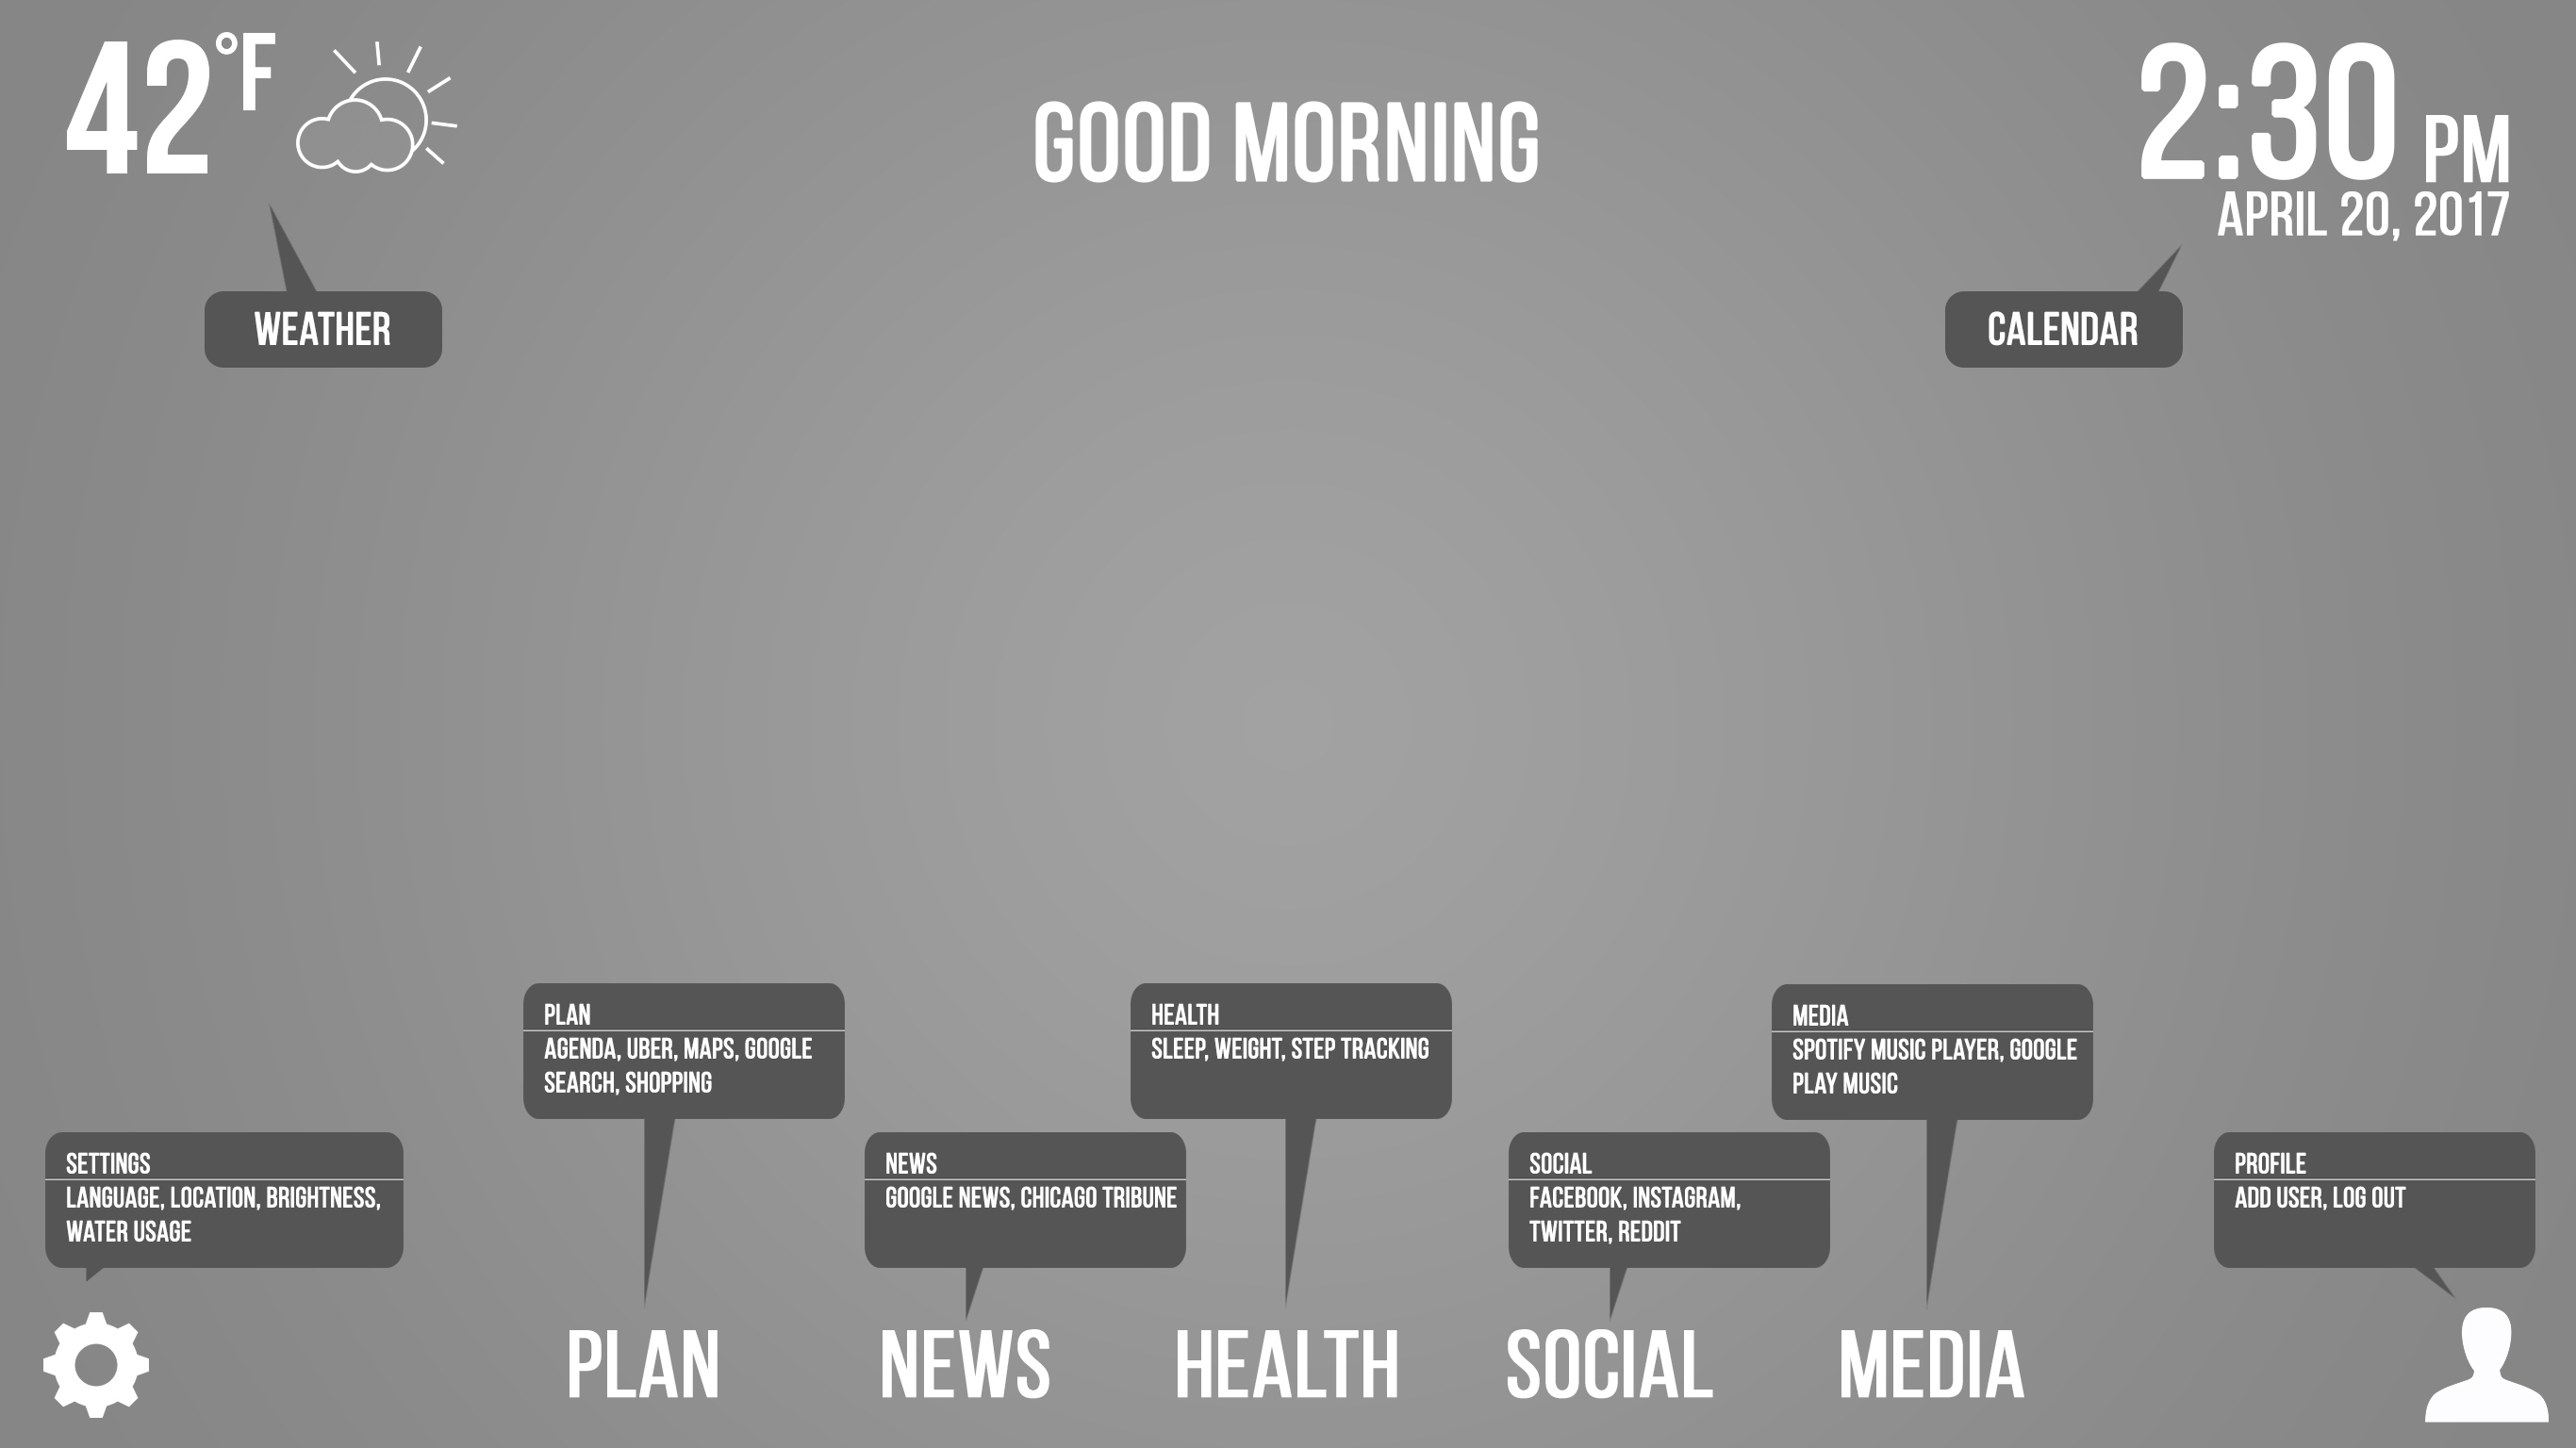 42°F
GOOD MORNING
2:30 PM
APRIL 20, 2017
WEATHER
CALENDAR
PLAN
AGENDA, UBER, MAPS, GOOGLE
SEARCH, SHOPPING
HEALTH
SLEEP, WEIGHT, STEP TRACKING
MEDIA
SPOTIFY MUSIC PLAYER, GOOGLE
PLAY MUSIC
SETTINGS
LANGUAGE, LOCATION, BRIGHTNESS,
WATER USAGE
NEWS
GOOGLE NEWS, CHICAGO TRIBUNE
SOCIAL
FACEBOOK, INSTAGRAM,
TWITTER, REDDIT
PROFILE
ADD USER, LOG OUT
PLAN
NEWS
HEALTH
SOCIAL
MEDIA